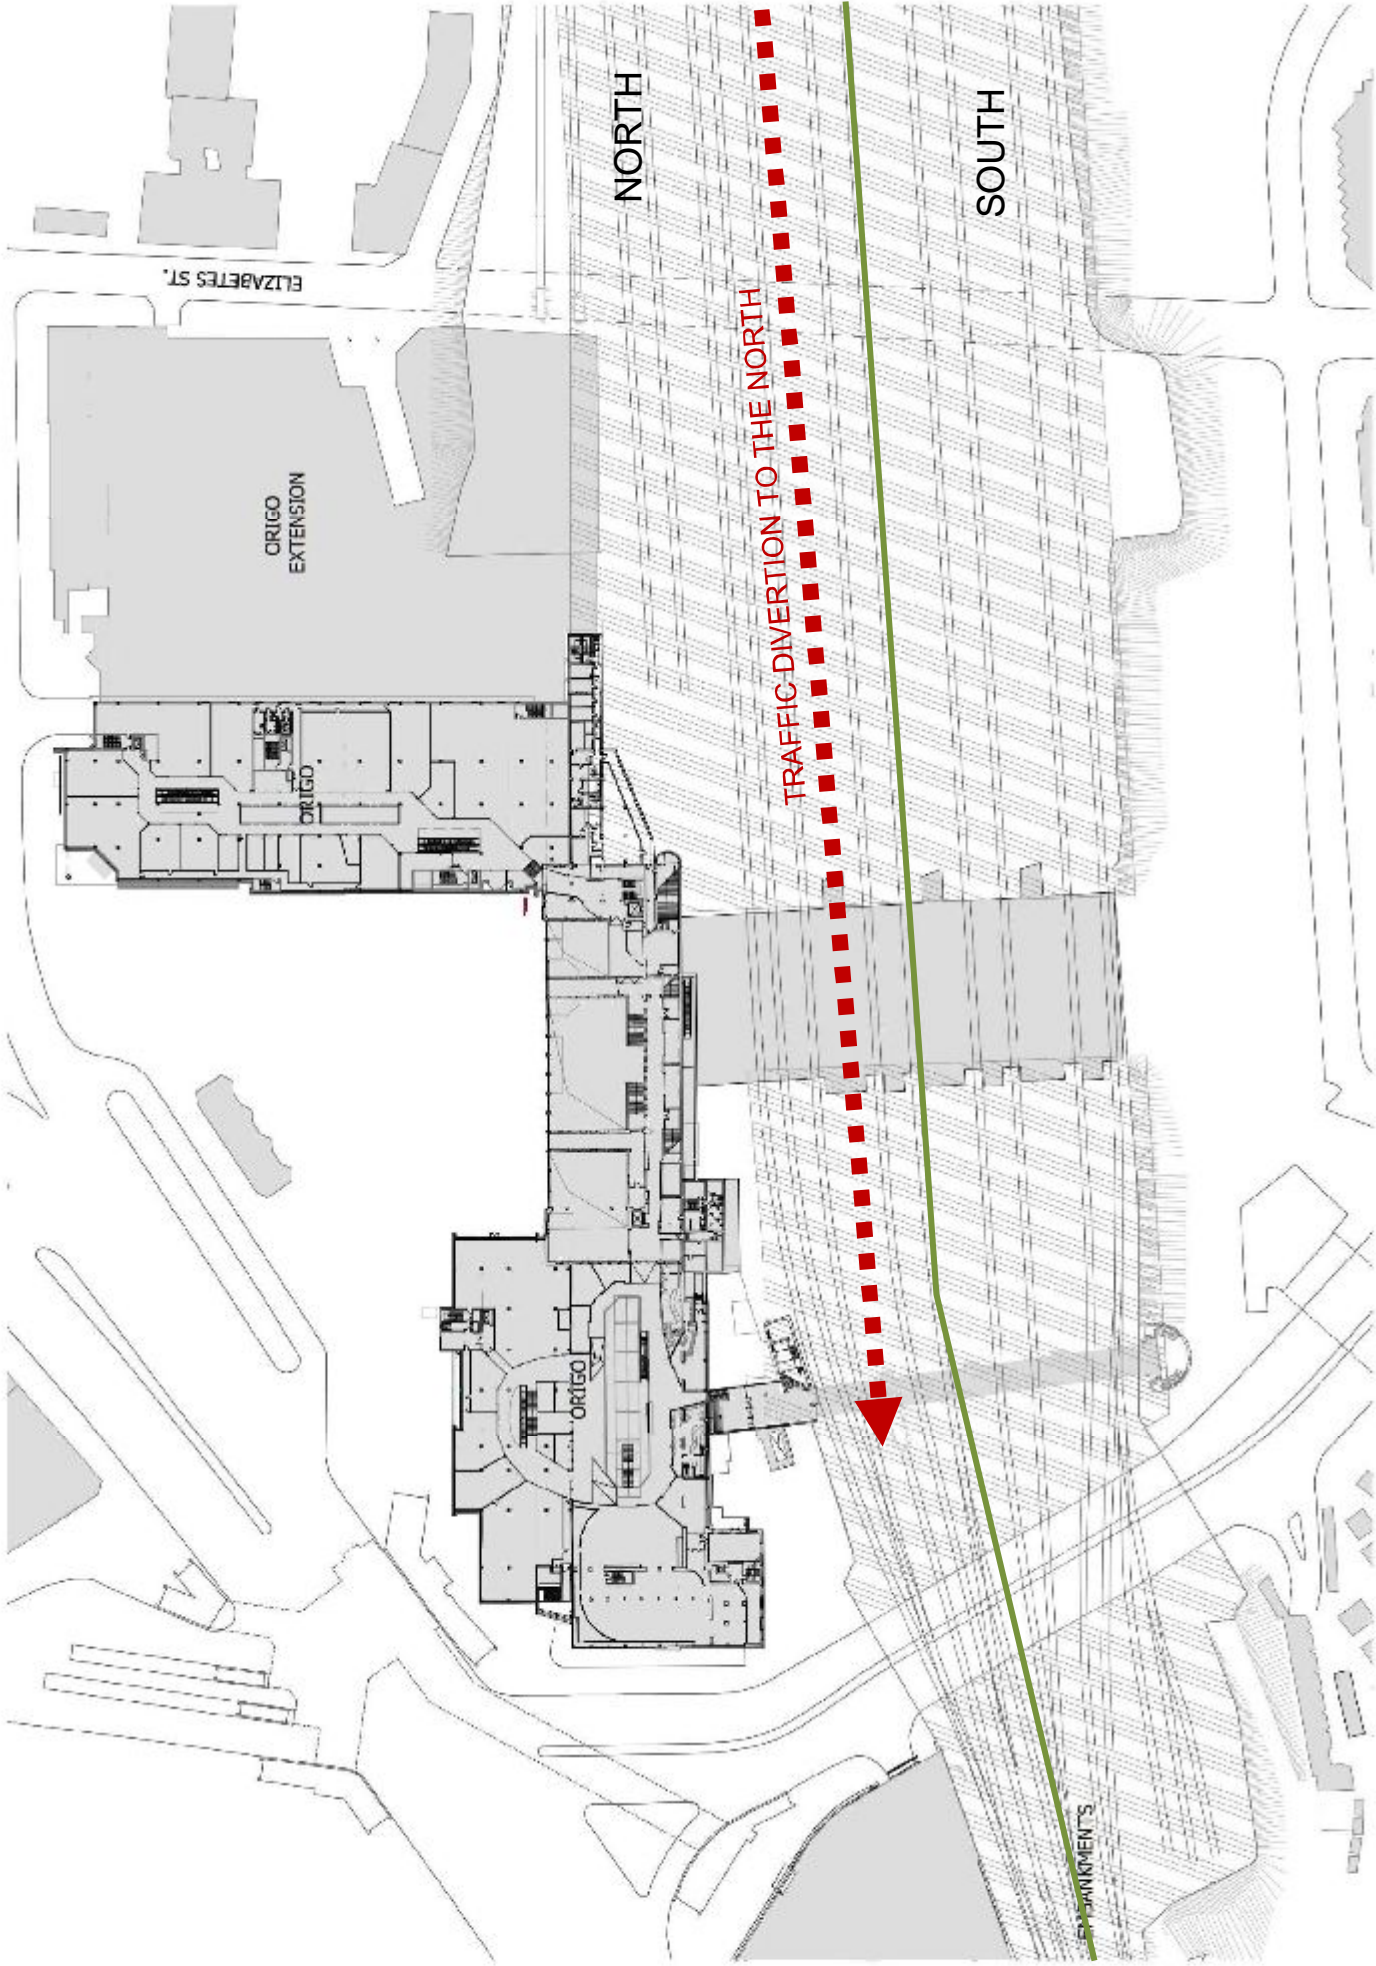 NORTH
SOUTH
ELIZABETES ST.
TRAFFIC DIVERTION TO THE NORTH
ORIGO
EXTENSION
ORIGO
ORIGO
EMBANKMENTS